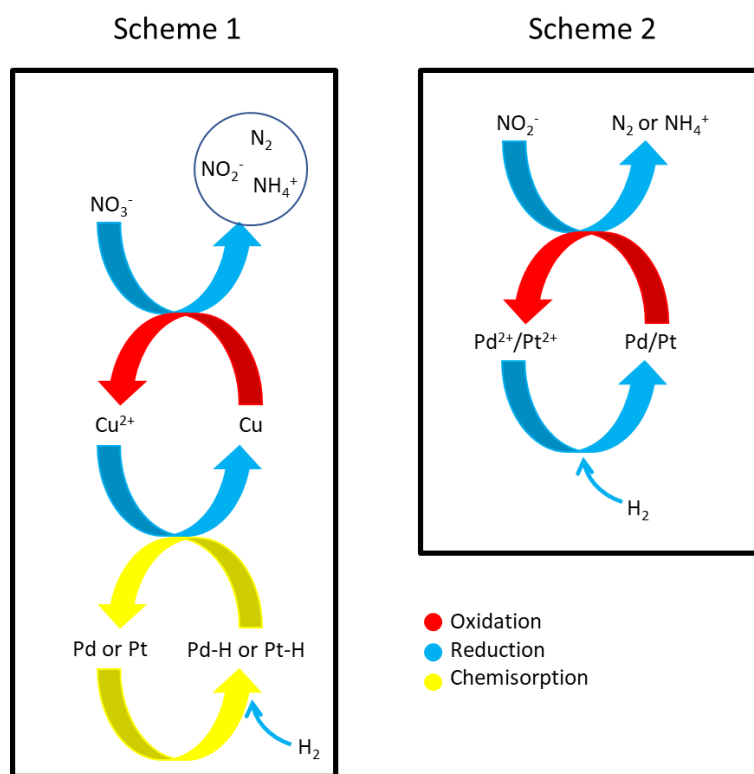 Scheme 1
N₂
NO₂⁻
NH₄⁺
NO₃⁻
Cu²⁺ Cu
Pd or Pt Pd-H or Pt-H
H₂
Scheme 2
NO₂⁻ N₂ or NH₄⁺
Pd²⁺/Pt²⁺ Pd/Pt
H₂
Oxidation
Reduction
Chemisorption